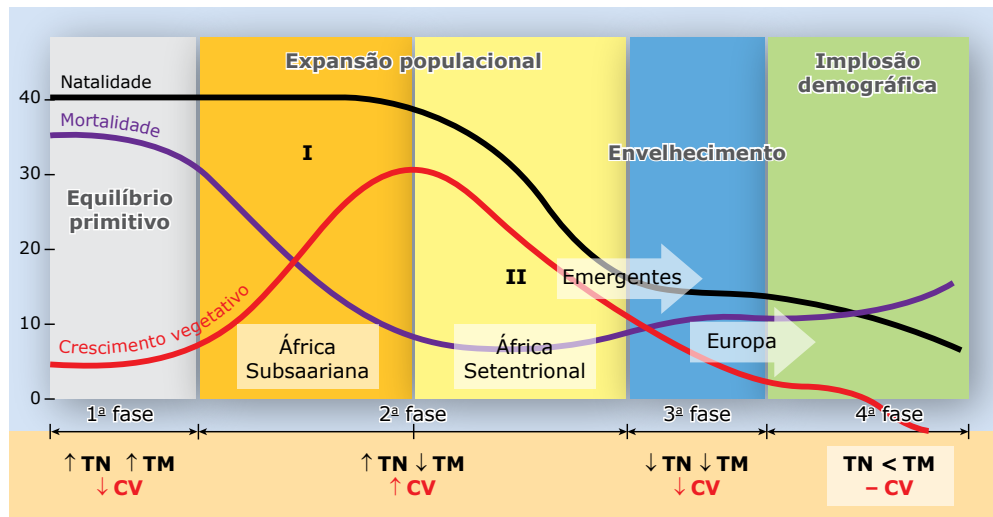 Expansão populacional
Implosão
demográfica
Natalidade
40
Mortalidade
I
Envelhecimento
30
Equilíbrio
primitivo
20
II
Emergentes
10
Crescimento vegetativo
África
Subsaariana
África
Setentrional
Europa
0
1ª fase
2ª fase
3ª fase
4ª fase
↑ TN ↑ TM
↓ CV
↑ TN ↓ TM
↑ CV
↓ TN ↓ TM
↓ CV
TN < TM
– CV